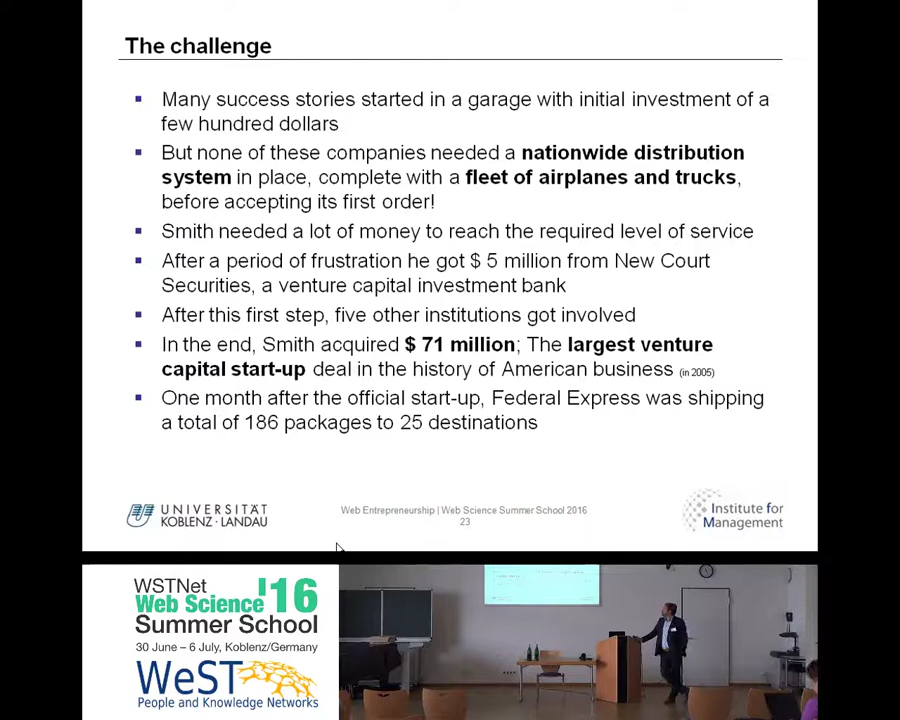 The challenge
Many success stories started in a garage with initial investment of a
few hundred dollars
But none of these companies needed a nationwide distribution
system in place, complete with a fleet of airplanes and trucks,
before accepting its first order!
Smith needed a lot of money to reach the required level of service
After a period of frustration he got $ 5 million from New Court
Securities, a venture capital investment bank
After this first step, five other institutions got involved
In the end, Smith acquired $ 71 million; The largest venture
capital start-up deal in the history of American business (in 2005)
One month after the official start-up, Federal Express was shipping
a total of 186 packages to 25 destinations
UNIVERSITÄT
KOBLENZ · LANDAU
Web Entrepreneurship | Web Science Summer School 2016
23
Institute for
Management
WSTNet
Web Science '16
Summer School
30 June – 6 July, Koblenz/Germany
WeST
People and Knowledge Networks